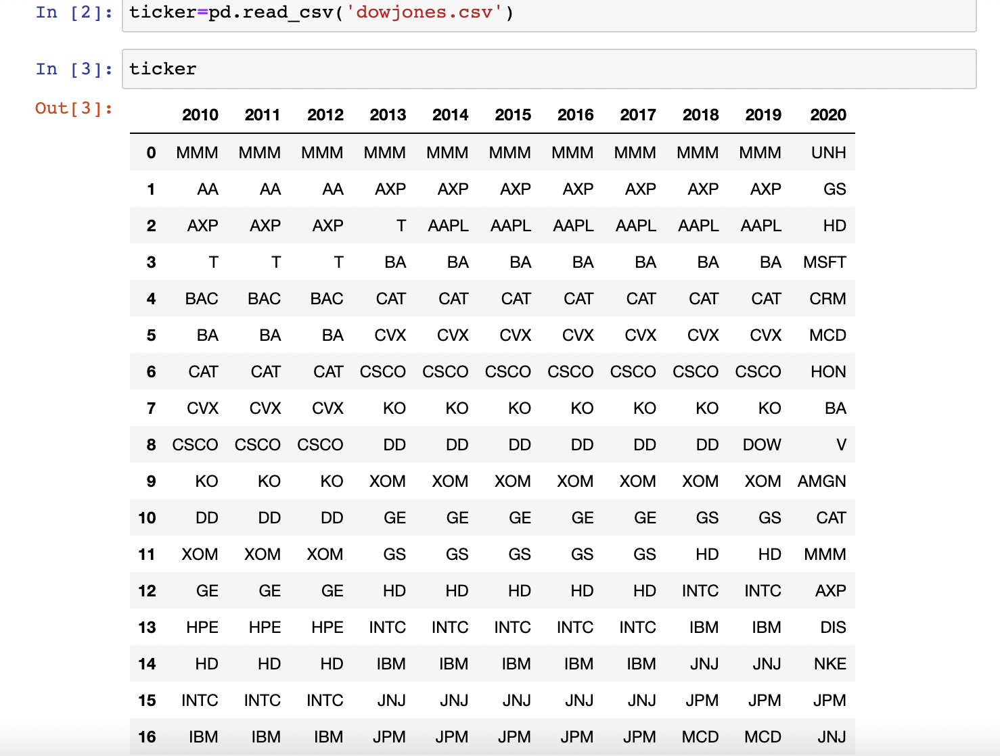 In [2]: ticker=pd.read_csv('dowjones.csv')
In [3]: ticker
Out[3]:
2010 2011 2012 2013 2014 2015 2016 2017 2018 2019 2020
0 MMM MMM MMM MMM MMM MMM MMM MMM MMM MMM UNH
1 AA AA AA AXP AXP AXP AXP AXP AXP AXP GS
2 AXP AXP AXP T AAPL AAPL AAPL AAPL AAPL AAPL HD
3 T T T BA BA BA BA BA BA BA MSFT
4 BAC BAC BAC CAT CAT CAT CAT CAT CAT CAT CRM
5 BA BA BA CVX CVX CVX CVX CVX CVX CVX MCD
6 CAT CAT CAT CSCO CSCO CSCO CSCO CSCO CSCO CSCO HON
7 CVX CVX CVX KO KO KO KO KO KO KO BA
8 CSCO CSCO CSCO DD DD DD DD DD DD DOW V
9 KO KO KO XOM XOM XOM XOM XOM XOM XOM AMGN
10 DD DD DD GE GE GE GE GE GS GS CAT
11 XOM XOM XOM GS GS GS GS GS HD HD MMM
12 GE GE GE HD HD HD HD HD INTC INTC AXP
13 HPE HPE HPE INTC INTC INTC INTC INTC IBM IBM DIS
14 HD HD HD IBM IBM IBM IBM IBM JNJ JNJ NKE
15 INTC INTC INTC JNJ JNJ JNJ JNJ JNJ JPM JPM JPM
16 IBM IBM IBM JPM JPM JPM JPM JPM MCD MCD JNJ